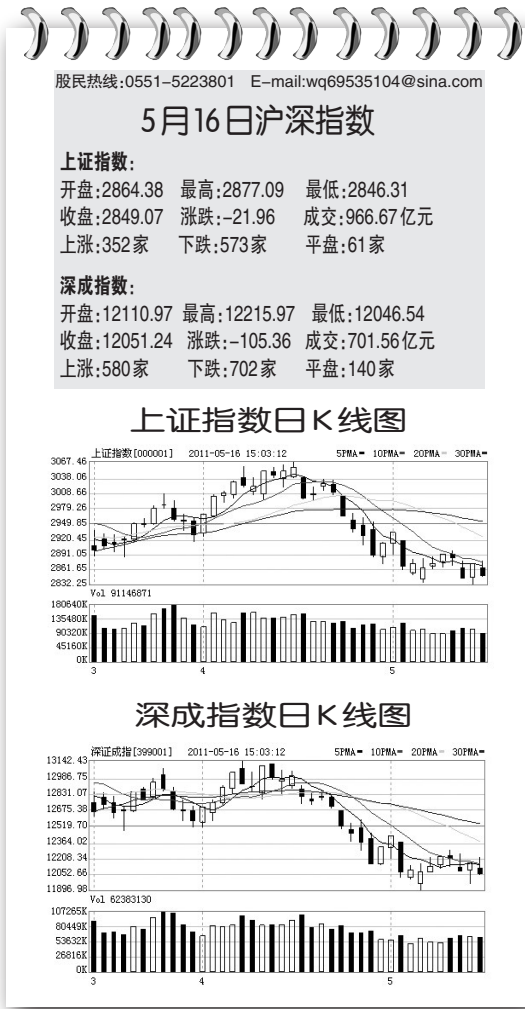 股民热线:0551-5223801 E-mail:wq69535104@sina.com
5月16日沪深指数
上证指数:
开盘:2864.38 最高:2877.09 最低:2846.31
收盘:2849.07 涨跌:-21.96 成交:966.67亿元
上涨:352家 下跌:573家 平盘:61家
深成指数:
开盘:12110.97 最高:12215.97 最低:12046.54
收盘:12051.24 涨跌:-105.36 成交:701.56亿元
上涨:580家 下跌:702家 平盘:140家
上证指数日K线图
上证指数[000001] 2011-05-16 15:03:12 5PMA 10PMA 20PMA 30PMA
3067.46
3038.06
3008.66
2979.26
2949.85
2920.45
2891.05
2861.65
2832.25
Vol 91146871
180640K
135480K
90320K
45160K
0K
3 4 5
深成指数日K线图
深证成指[399001] 2011-05-16 15:03:12 5PMA 10PMA 20PMA 30PMA
13142.43
12986.75
12831.07
12675.38
12519.70
12364.02
12208.34
12052.66
11896.98
Vol 62383130
107265K
80449K
53632K
26816K
0K
3 4 5